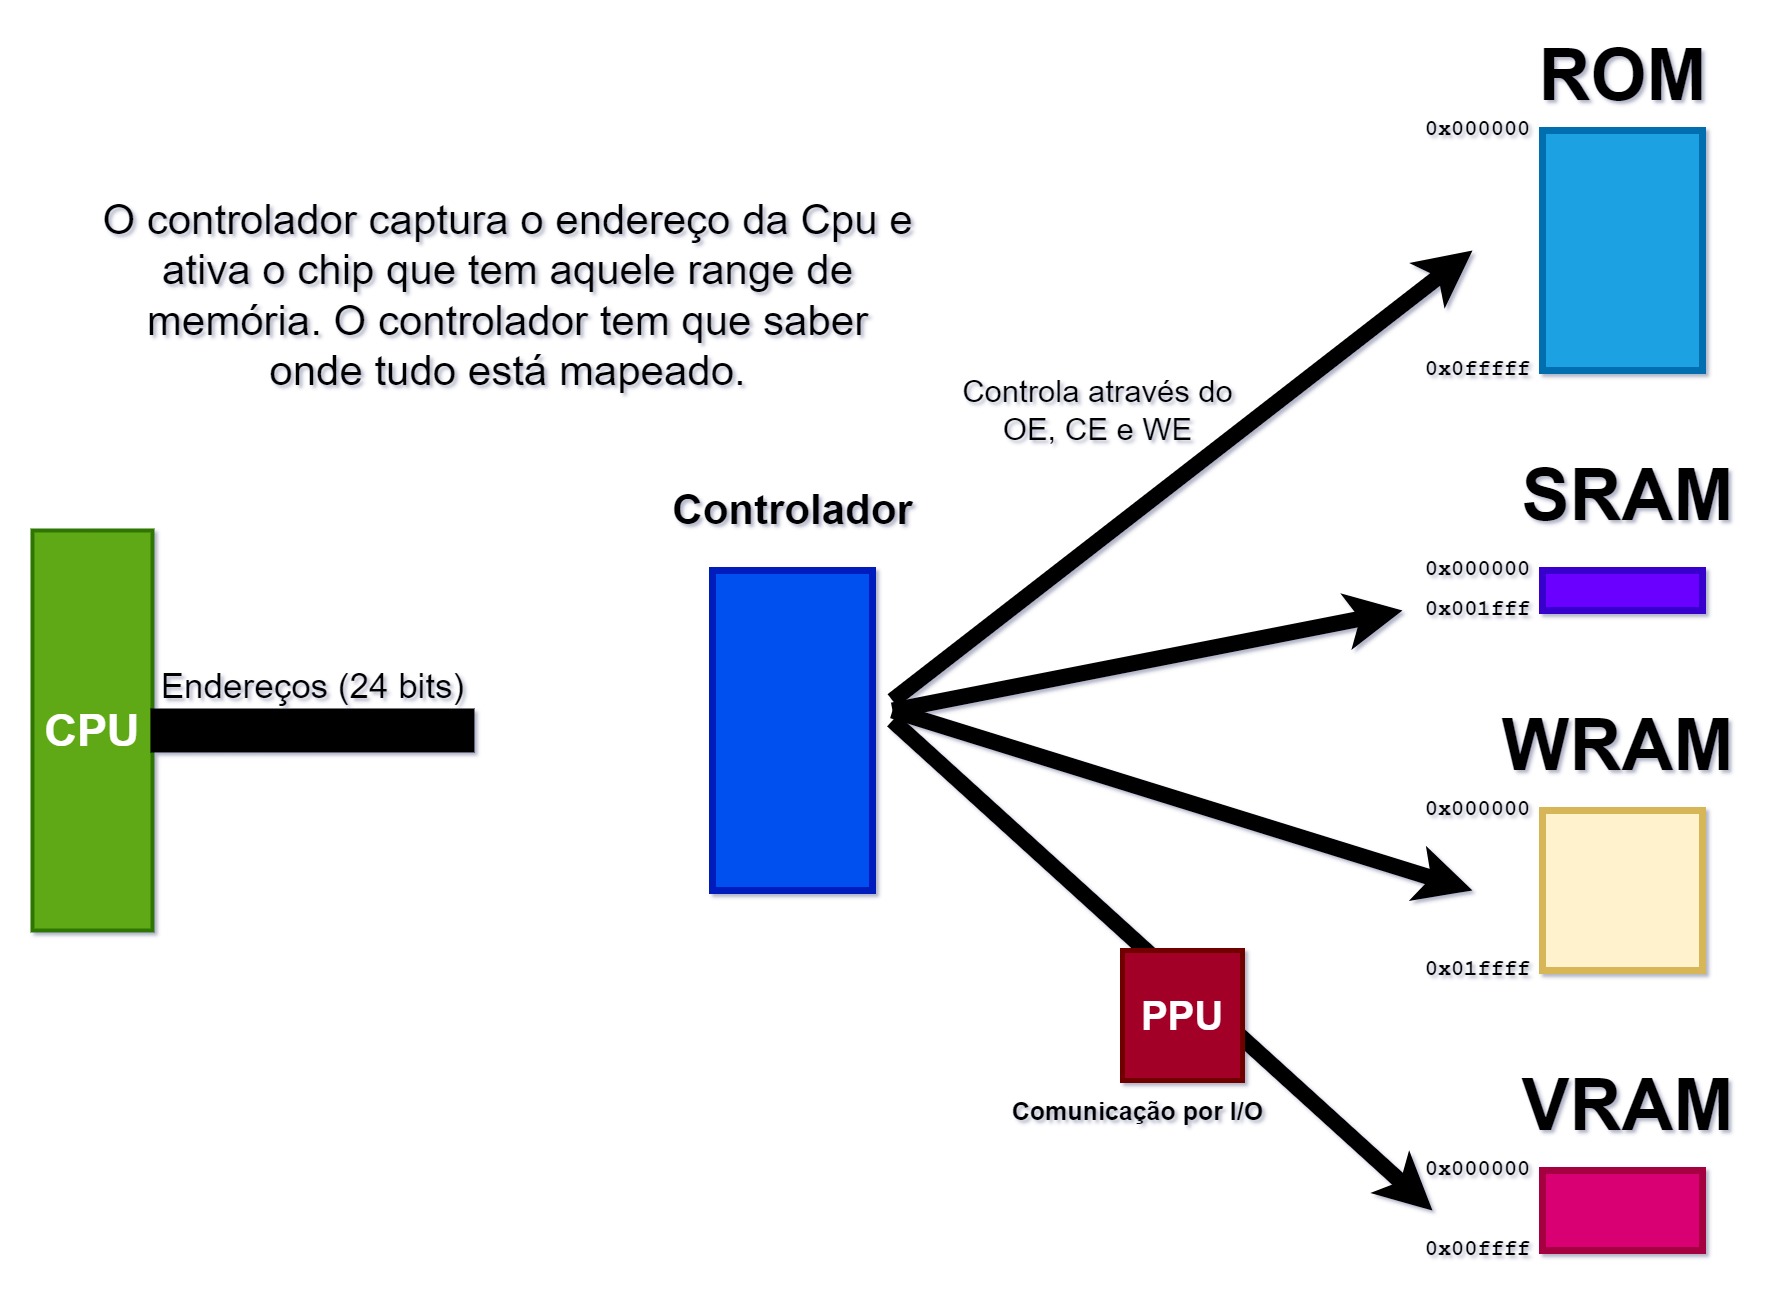 ROM
0x000000
0x0fffff
O controlador captura o endereço da Cpu e
ativa o chip que tem aquele range de
memória. O controlador tem que saber
onde tudo está mapeado.
Controla através do
OE, CE e WE
SRAM
0x000000
0x001fff
Controlador
Endereços (24 bits)
CPU
WRAM
0x000000
0x01ffff
PPU
Comunicação por I/O
VRAM
0x000000
0x00ffff